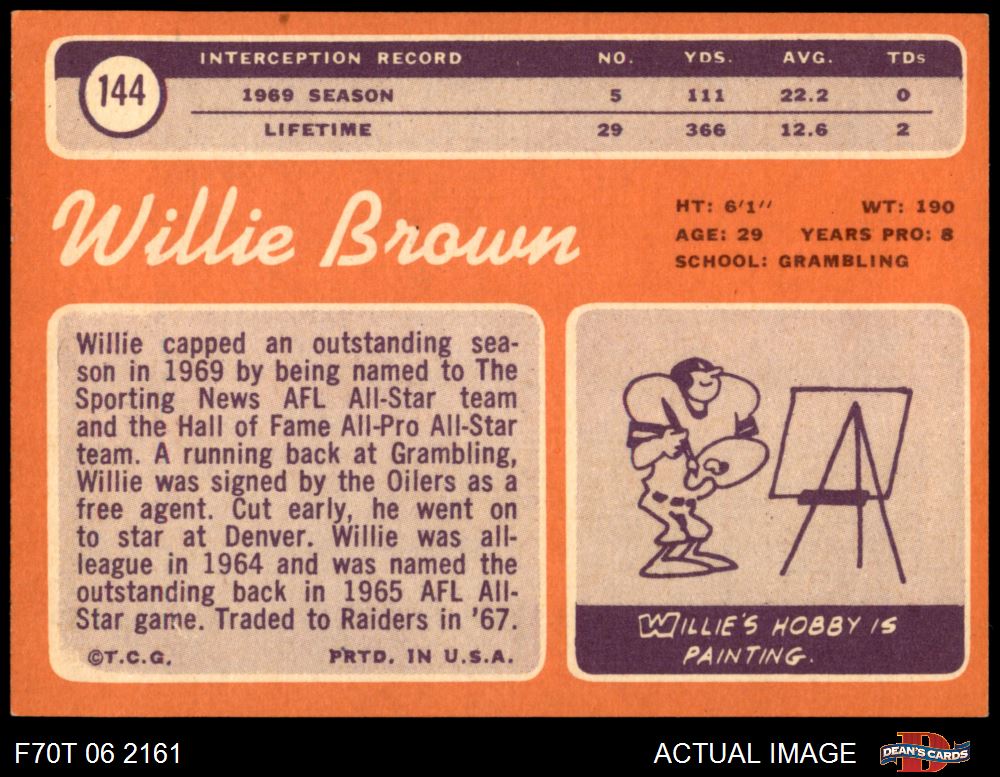 144
INTERCEPTION RECORD NO. YDS. AVG. TDs
1969 SEASON 5 111 22.2 0
LIFETIME 29 366 12.6 2
Willie Brown
HT: 6'1" WT: 190
AGE: 29 YEARS PRO: 8
SCHOOL: GRAMBLING
Willie capped an outstanding sea-
son in 1969 by being named to The
Sporting News AFL All-Star team
and the Hall of Fame All-Pro All-Star
team. A running back at Grambling,
Willie was signed by the Oilers as a
free agent. Cut early, he went on
to star at Denver. Willie was all-
league in 1964 and was named the
outstanding back in 1965 AFL All-
Star game. Traded to Raiders in '67.
©T.C.G. PRTD. IN U.S.A.
WILLIE'S HOBBY IS
PAINTING.
F70T 06 2161 ACTUAL IMAGE D DEAN'S CARDS